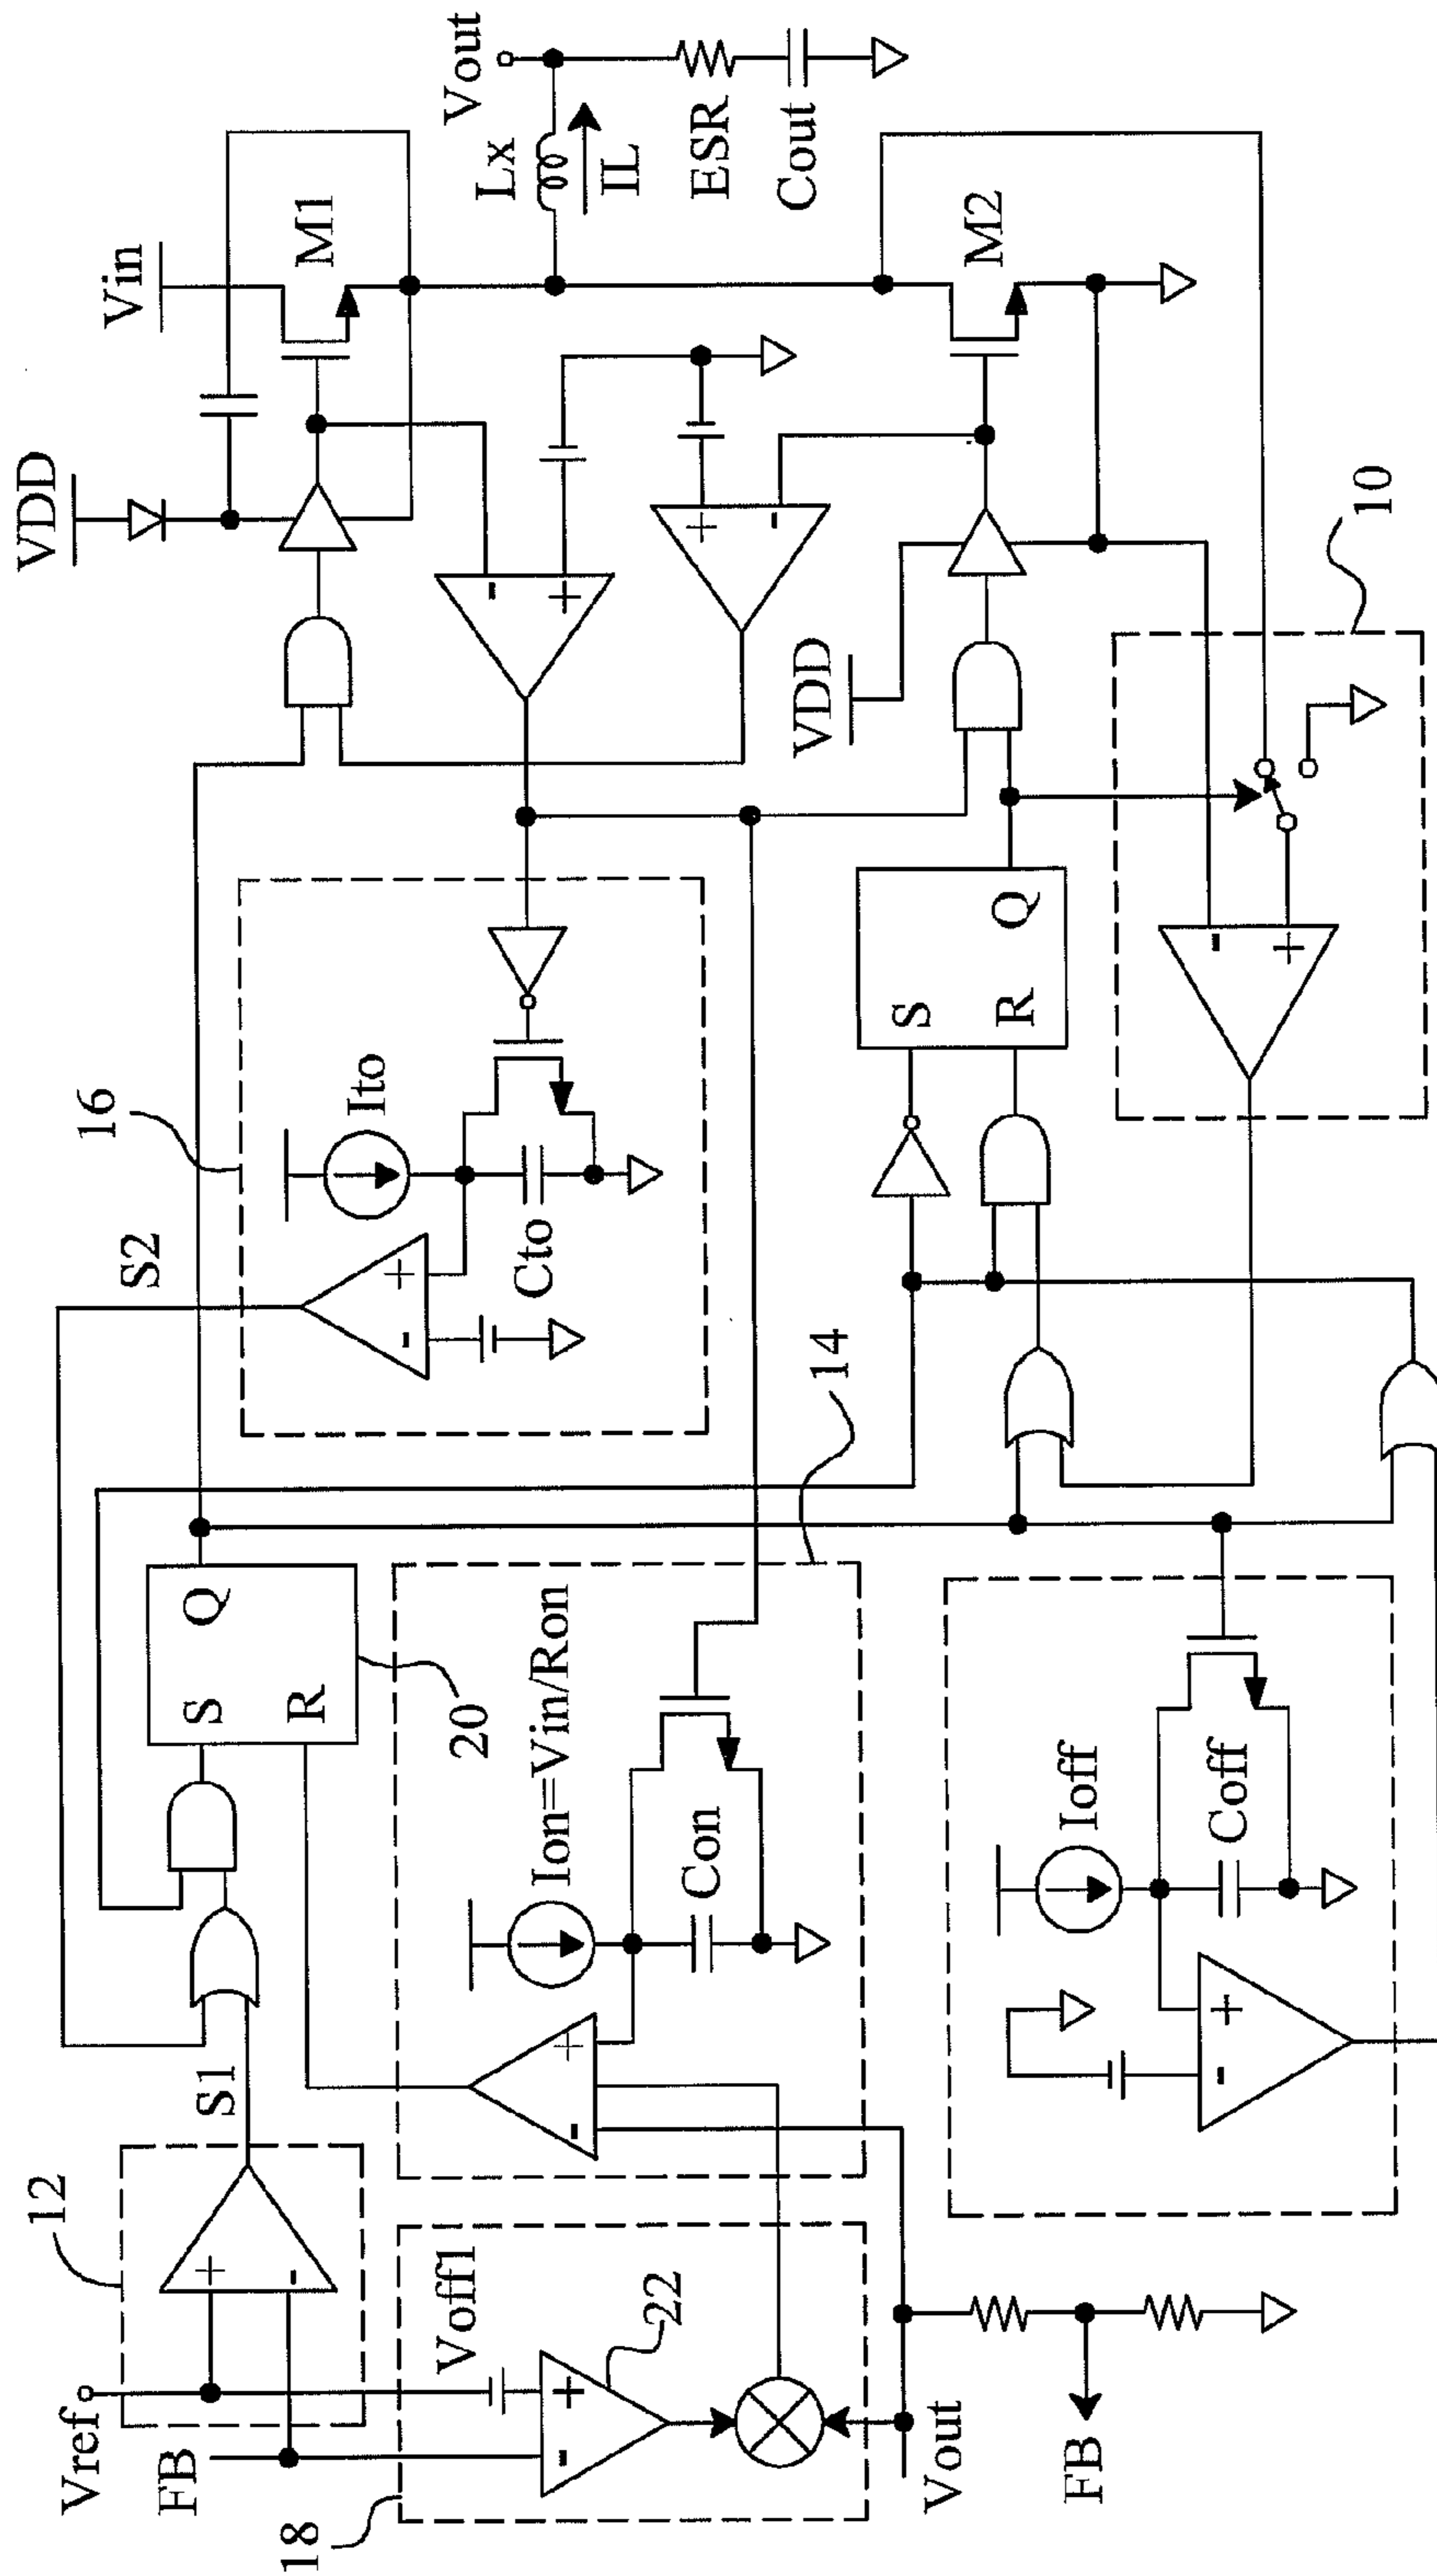 Vref
FB
12
S1
S
R
Q
20
S2
16
Ito
Cto
VDD
Vin
M1
Lx
IL
Vout
ESR
Cout
M2
VDD
10
S
R
Q
14
Ion=Vin/Ron
Con
18
Voff1
22
Vout
FB
Ioff
Coff
+
-
+
-
+
-
+
-
+
-
-
+
+
-
-
+